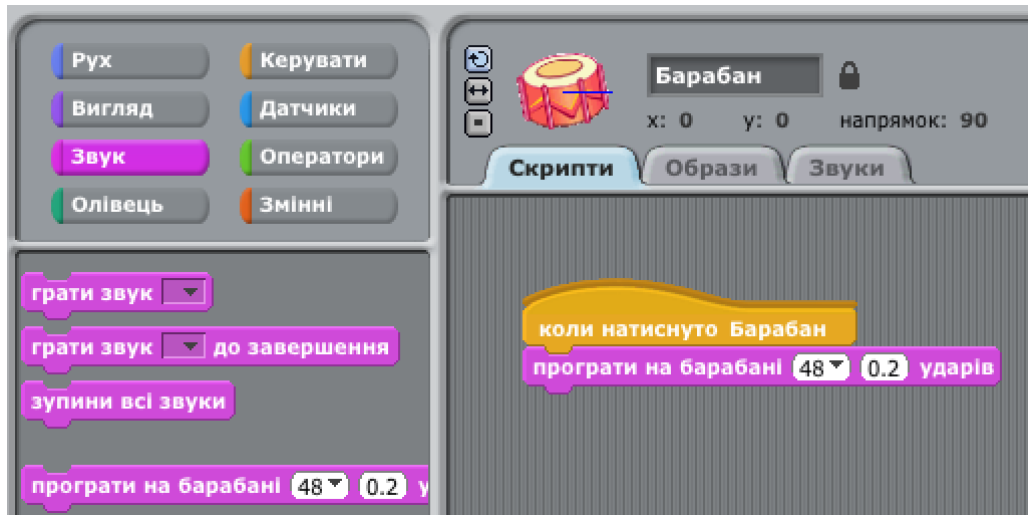 Рух
Керувати
Вигляд
Датчики
Звук
Оператори
Олівець
Змінні
грати звук
грати звук до завершення
зупини всі звуки
програти на барабані 48 0.2 у
Барабан
x: 0 y: 0 напрямок: 90
Скрипти Образи Звуки
коли натиснуто Барабан
програти на барабані 48 0.2 ударів